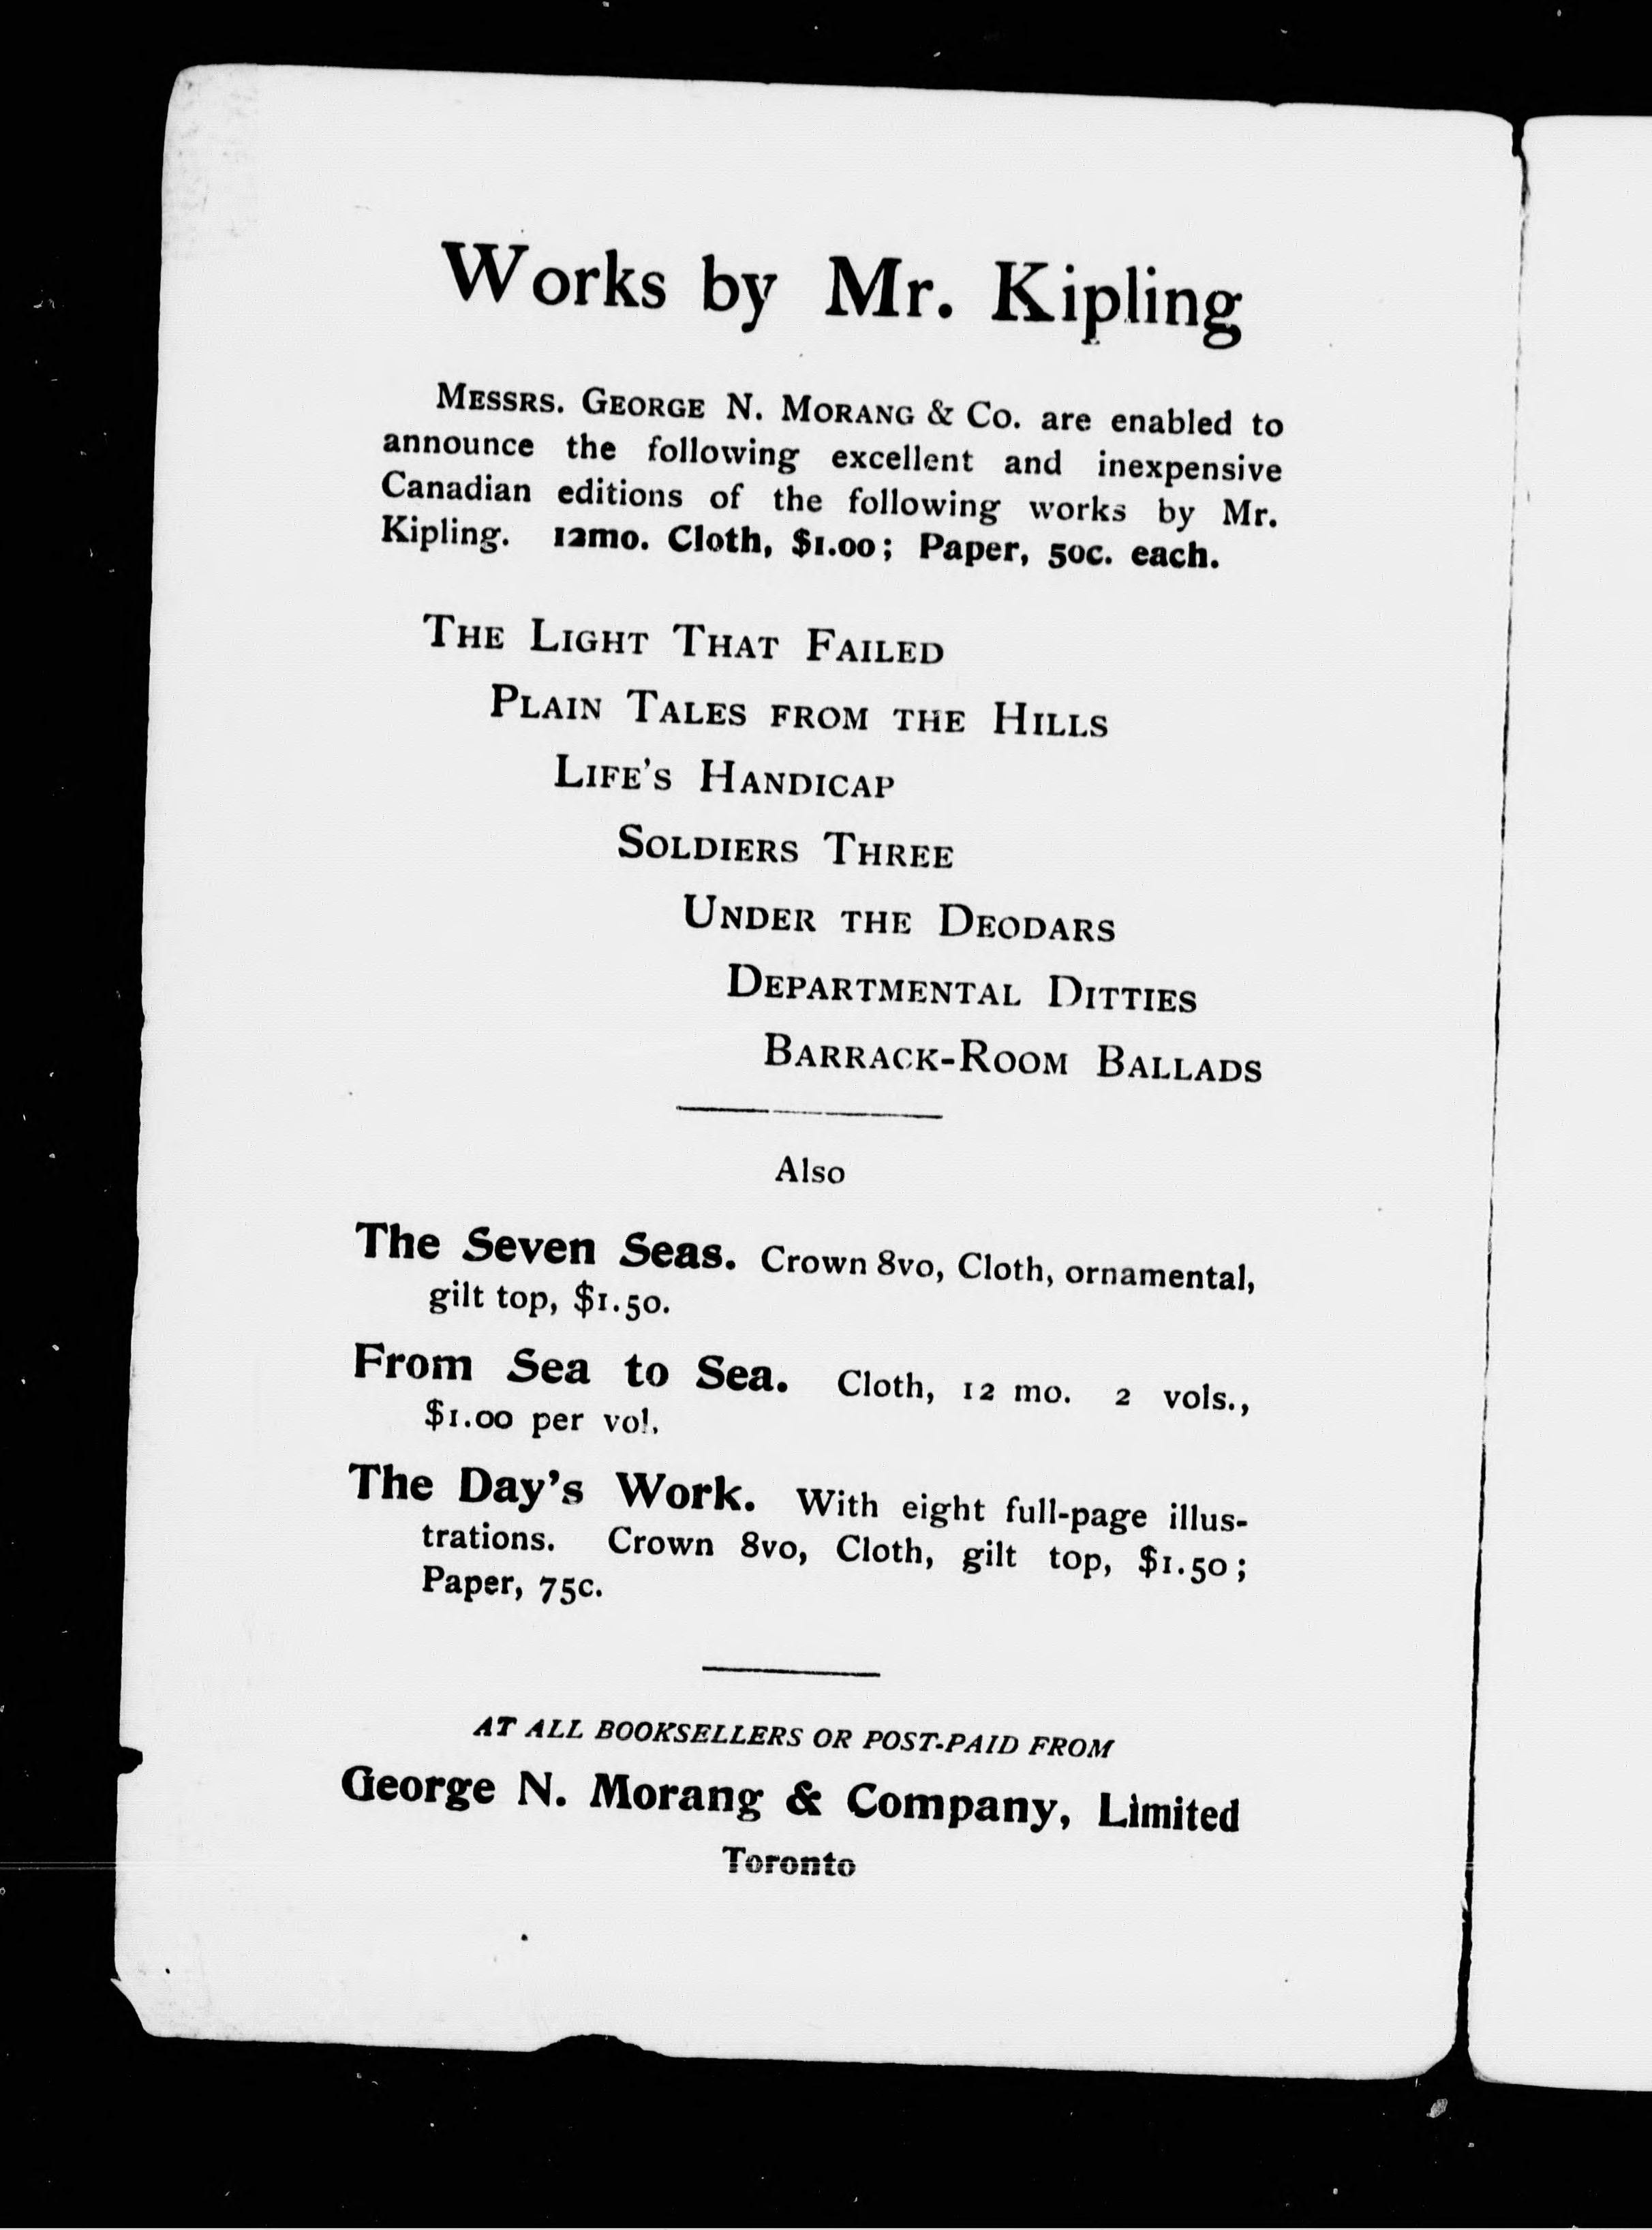 Works by Mr. Kipling
MESSRS. GEORGE N. MORANG & CO. are enabled to
announce the following excellent and inexpensive
Canadian editions of the following works by Mr.
Kipling. 12mo. Cloth, $1.00; Paper, 50c. each.
THE LIGHT THAT FAILED
PLAIN TALES FROM THE HILLS
LIFE'S HANDICAP
SOLDIERS THREE
UNDER THE DEODARS
DEPARTMENTAL DITTIES
BARRACK-ROOM BALLADS
Also
The Seven Seas. Crown 8vo, Cloth, ornamental,
gilt top, $1.50.
From Sea to Sea. Cloth, 12 mo. 2 vols.,
$1.00 per vol.
The Day's Work. With eight full-page illus-
trations. Crown 8vo, Cloth, gilt top, $1.50;
Paper, 75c.
AT ALL BOOKSELLERS OR POST-PAID FROM
George N. Morang & Company, Limited
Toronto